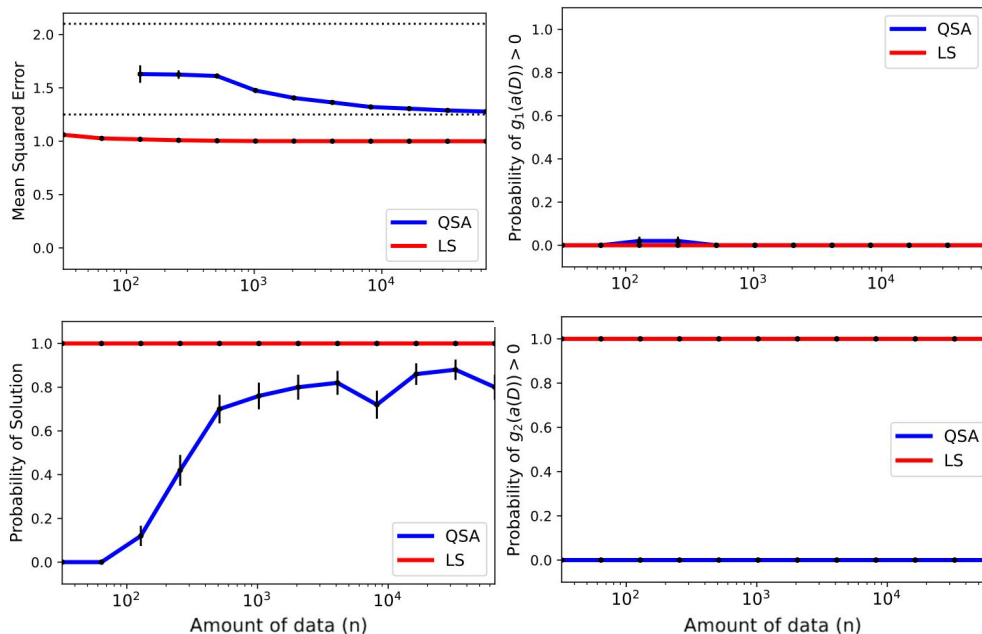 Mean Squared Error
2.0
1.5
1.0
0.5
0.0
QSA
LS
10²
10³
10⁴
Probability of g₁(a(D)) > 0
1.0
0.8
0.6
0.4
0.2
0.0
QSA
LS
10²
10³
10⁴
Probability of Solution
1.0
0.8
0.6
0.4
0.2
0.0
QSA
LS
10²
10³
10⁴
Amount of data (n)
Probability of g₂(a(D)) > 0
1.0
0.8
0.6
0.4
0.2
0.0
QSA
LS
10²
10³
10⁴
Amount of data (n)